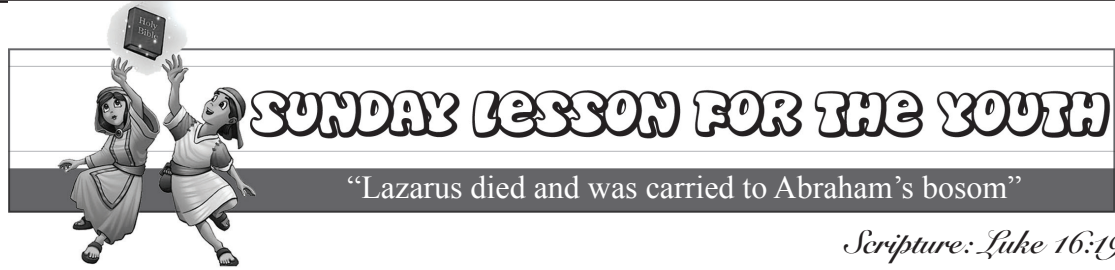 Holy
Bible
SUNDAY LESSON FOR THE YOUTH
“Lazarus died and was carried to Abraham’s bosom”
Scripture: Luke 16:19